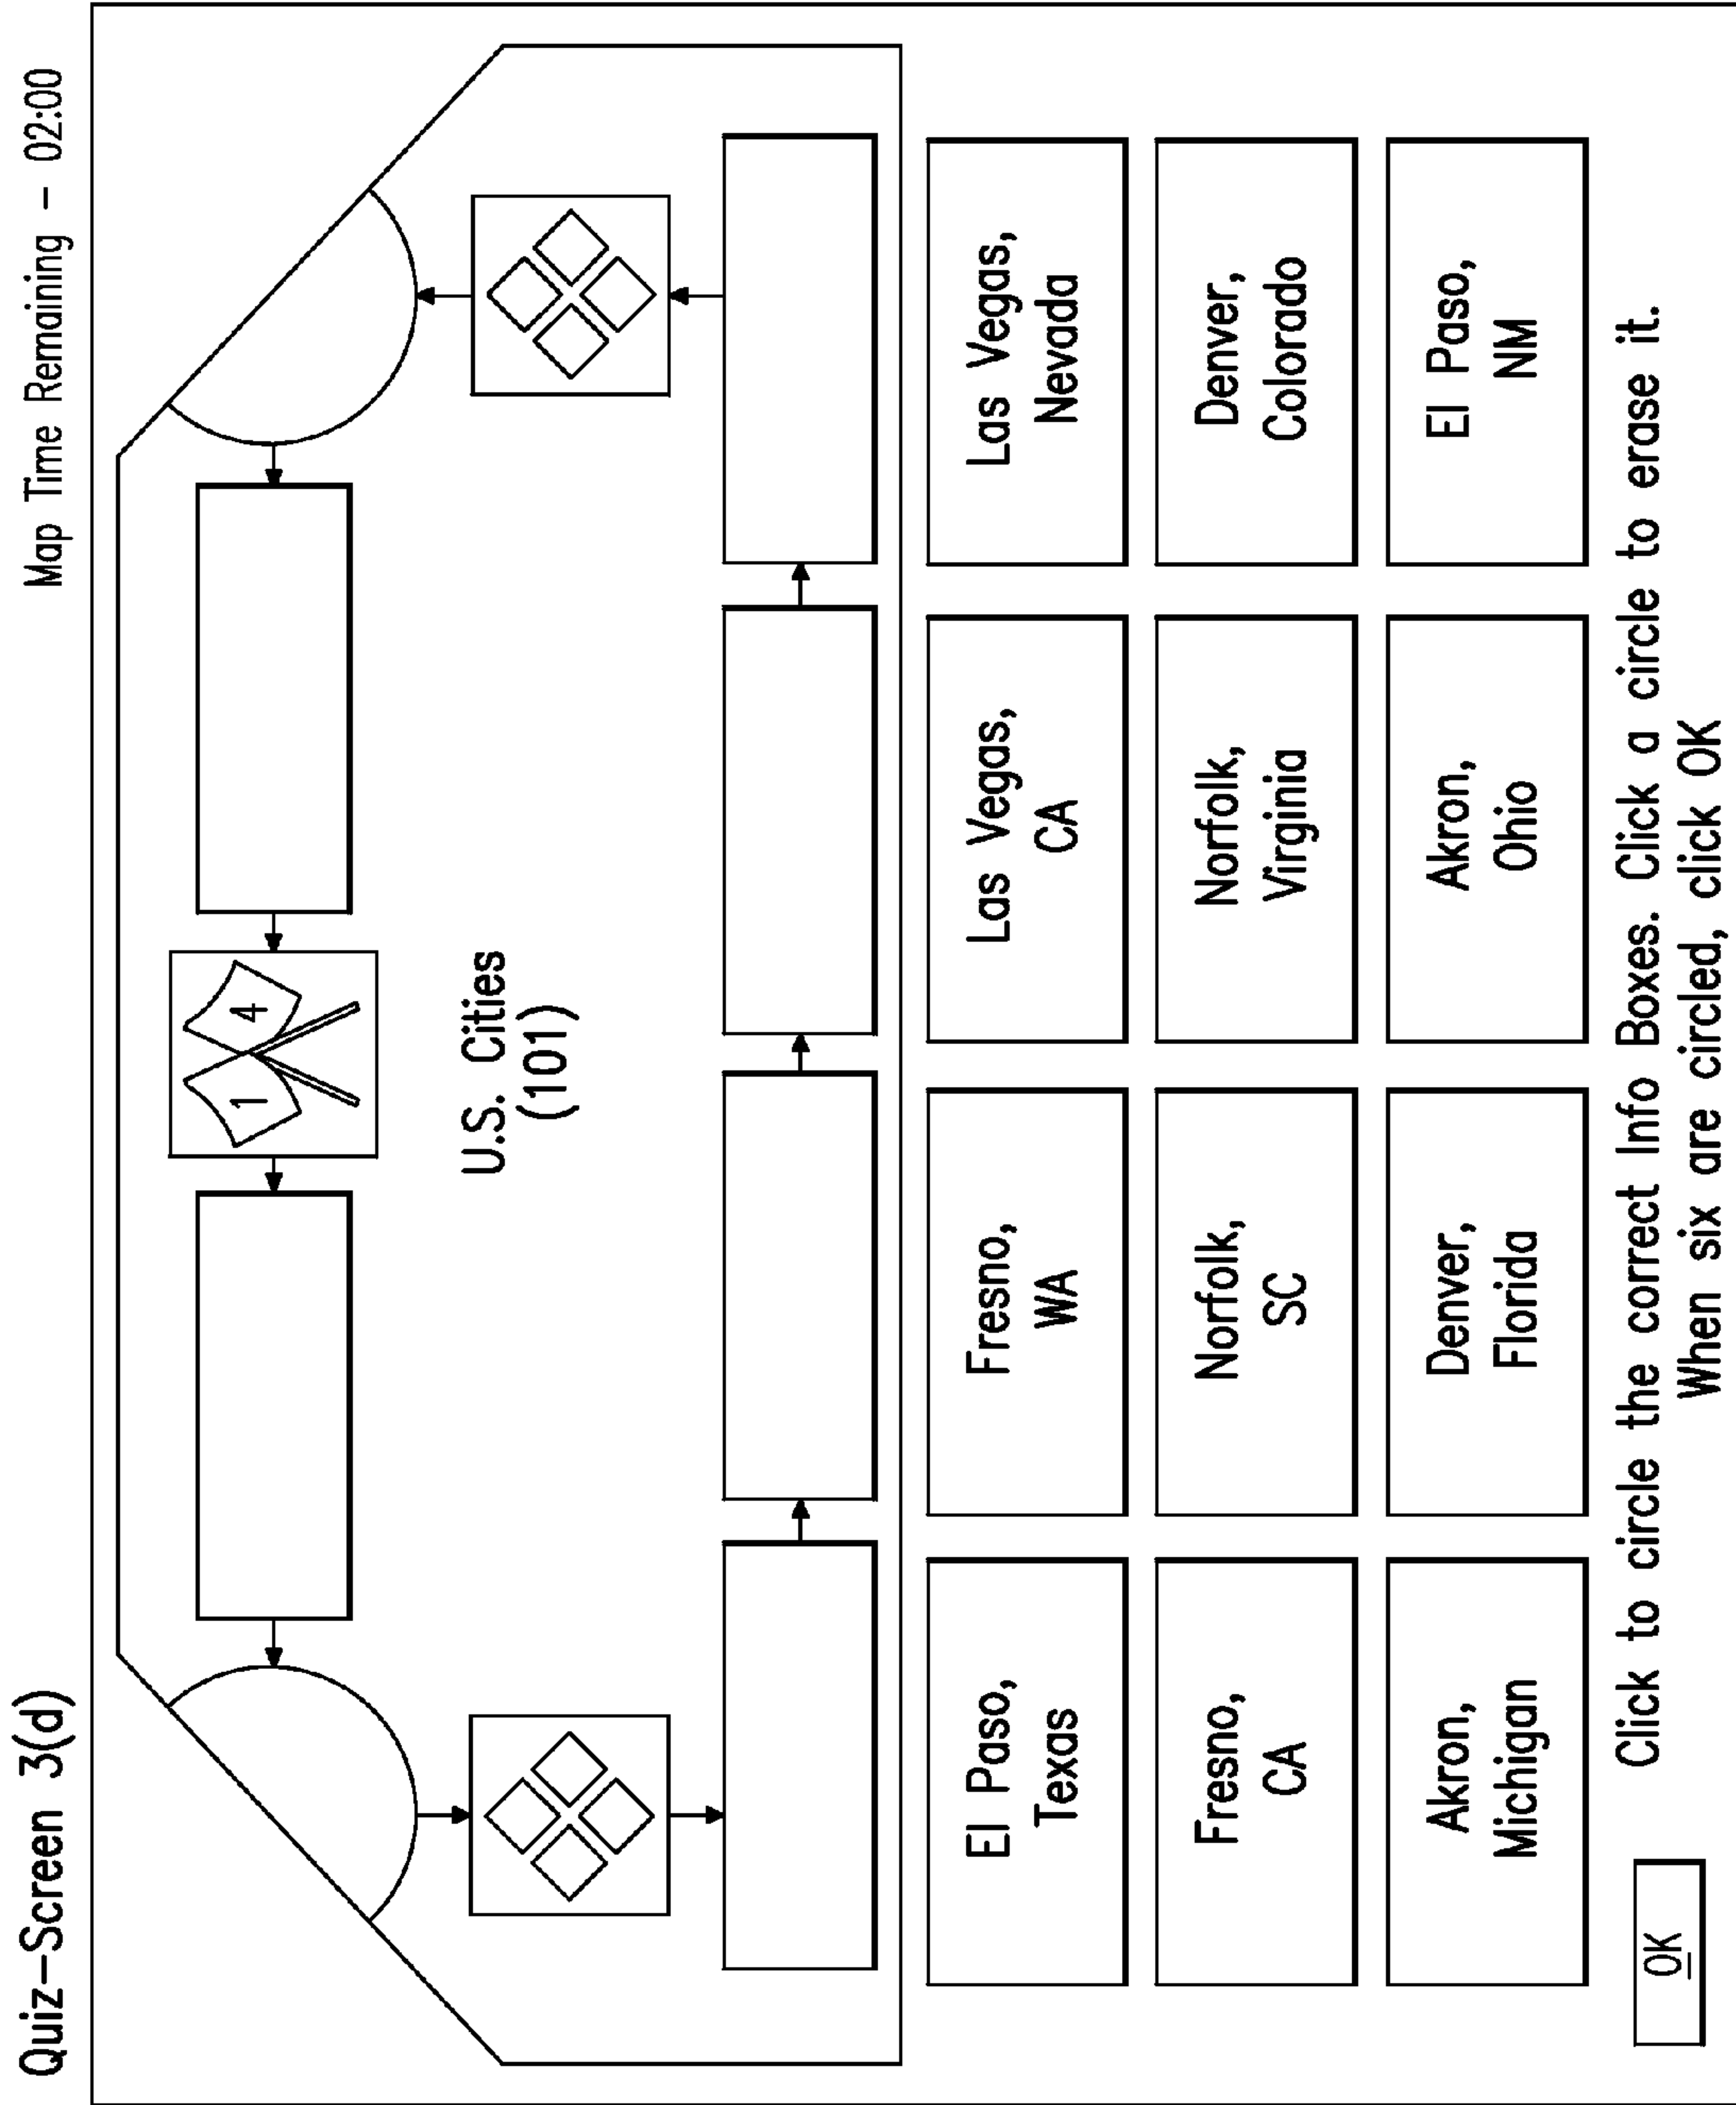 Quiz-Screen 3(d)
Map Time Remaining - 02:00
1
4
U.S. Cities
(101)
El Paso,
Texas
Fresno,
WA
Las Vegas,
CA
Las Vegas,
Nevada
Fresno,
CA
Norfolk,
SC
Norfolk,
Virginia
Denver,
Colorado
Akron,
Michigan
Denver,
Florida
Akron,
Ohio
El Paso,
NM
OK
Click to circle the correct Info Boxes. Click a circle to erase it.
When six are circled, click OK